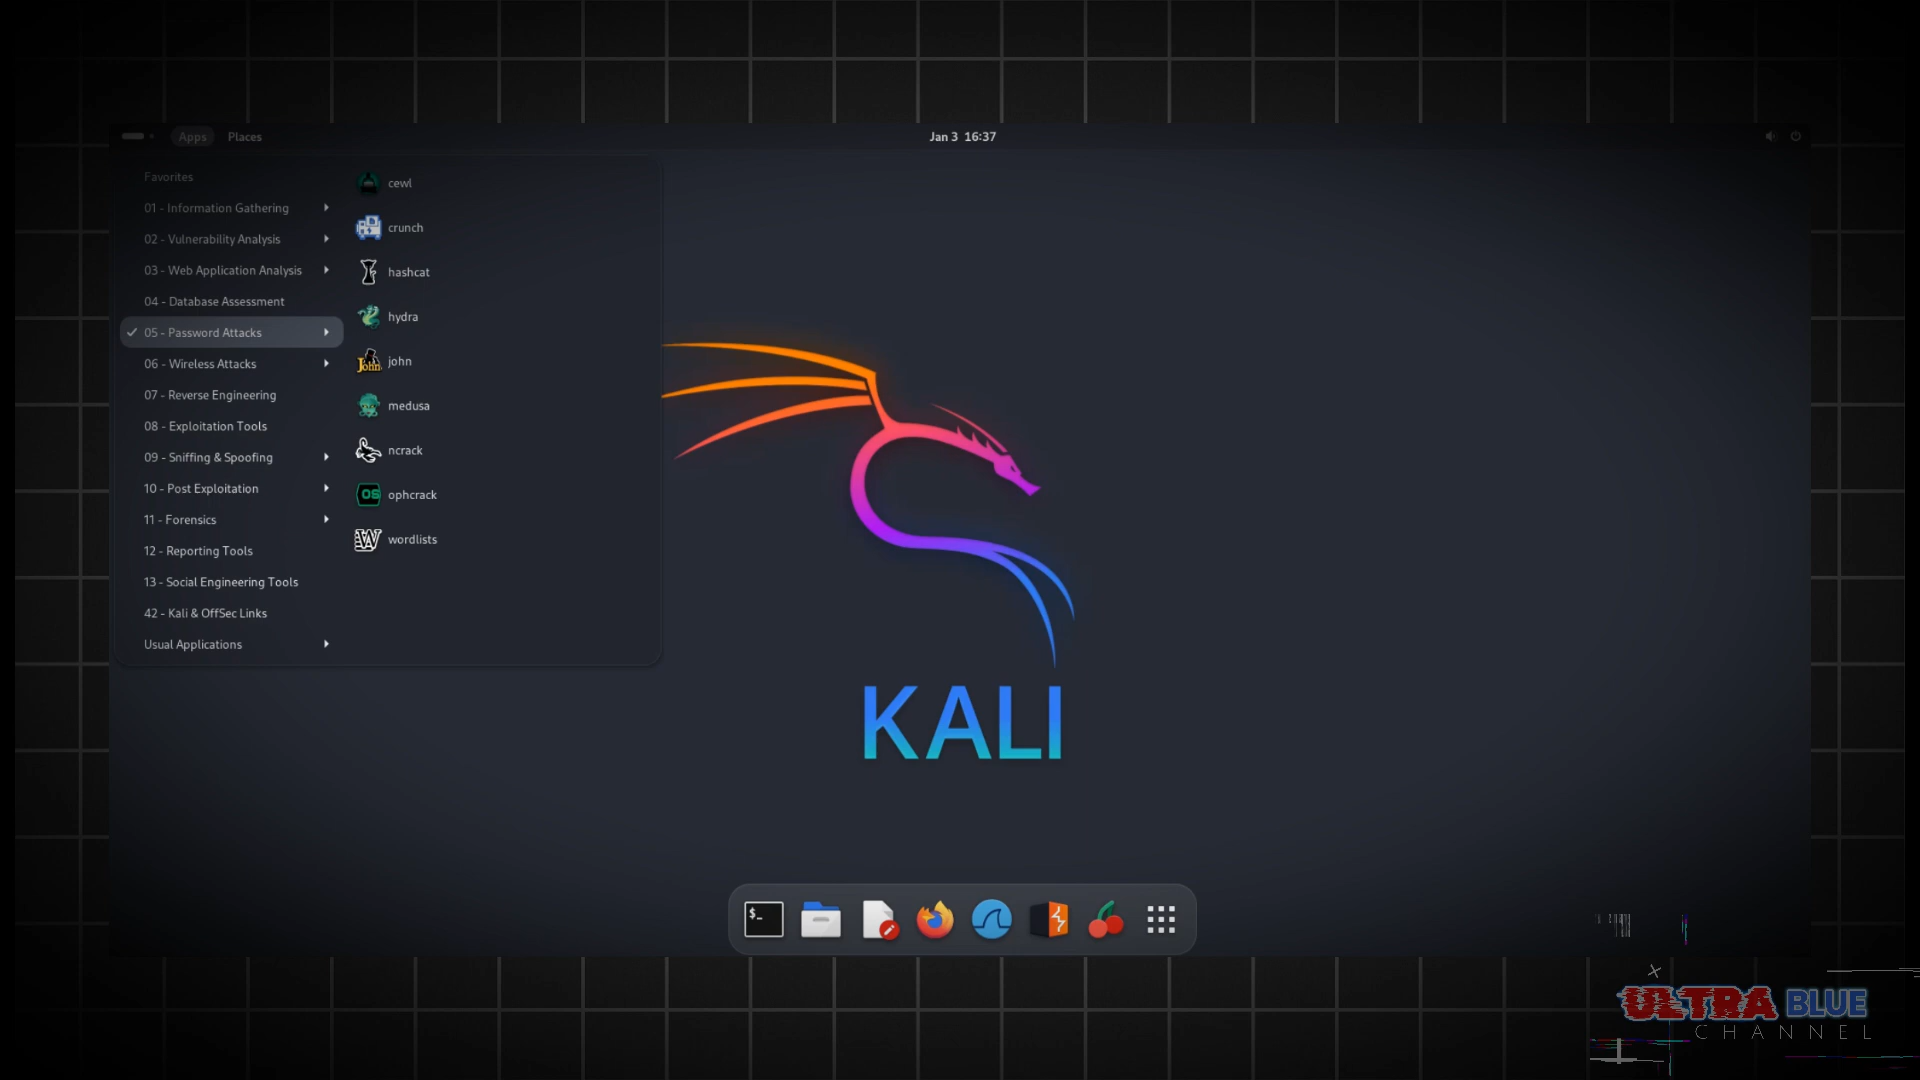 Apps Places Jan 3 16:37
Favorites
01 - Information Gathering
02 - Vulnerability Analysis
03 - Web Application Analysis
04 - Database Assessment
05 - Password Attacks
06 - Wireless Attacks
07 - Reverse Engineering
08 - Exploitation Tools
09 - Sniffing & Spoofing
10 - Post Exploitation
11 - Forensics
12 - Reporting Tools
13 - Social Engineering Tools
42 - Kali & OffSec Links
Usual Applications
cewl
crunch
hashcat
hydra
john
John
medusa
ncrack
OS
ophcrack
W
wordlists
KALI
$-
ULTRA BLUE
CHANNEL